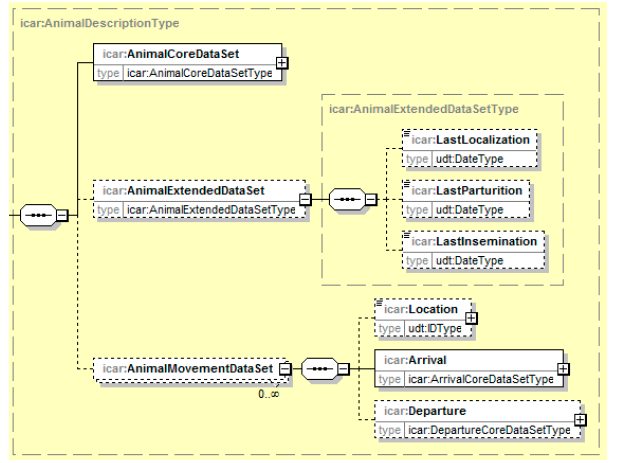 icar:AnimalDescriptionType
icar:AnimalCoreDataSet
type icar:AnimalCoreDataSetType
icar:AnimalExtendedDataSetType
icar:LastLocalization
type udt:DateType
icar:AnimalExtendedDataSet
type icar:AnimalExtendedDataSetType
icar:LastParturition
type udt:DateType
icar:LastInsemination
type udt:DateType
icar:Location
type udt:IDType
icar:AnimalMovementDataSet
0..∞
icar:Arrival
type icar:ArrivalCoreDataSetType
icar:Departure
type icar:DepartureCoreDataSetType